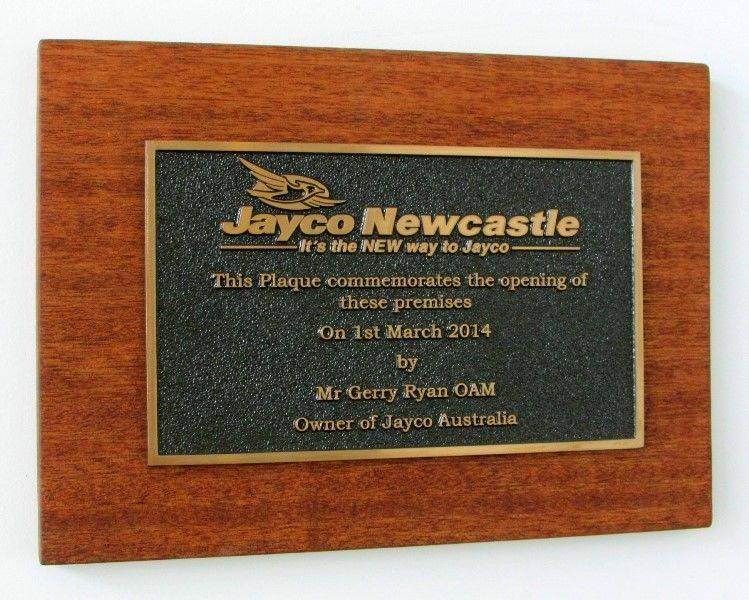 Jayco Newcastle
It's the NEW way to Jayco
This Plaque commemorates the opening of
these premises
On 1st March 2014
by
Mr Gerry Ryan OAM
Owner of Jayco Australia